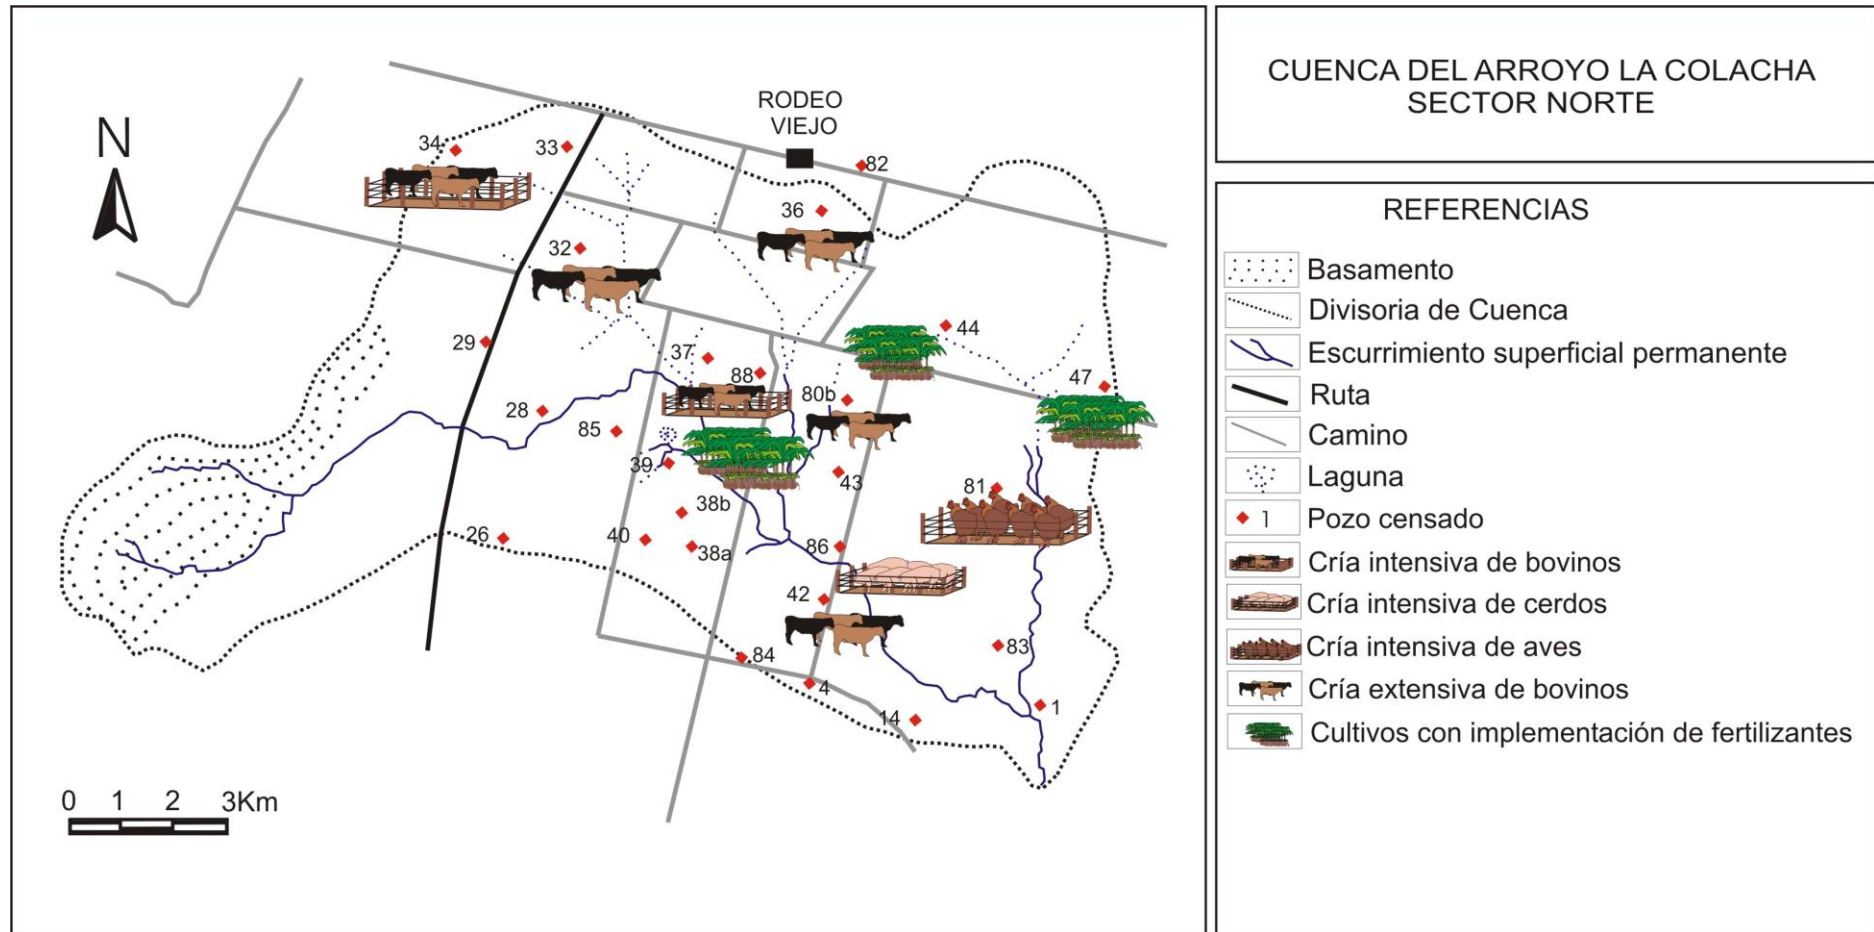 CUENCA DEL ARROYO LA COLACHA
SECTOR NORTE
REFERENCIAS
Basamento
Divisoria de Cuenca
Escurrimiento superficial permanente
Ruta
Camino
Laguna
1 Pozo censado
Cría intensiva de bovinos
Cría intensiva de cerdos
Cría intensiva de aves
Cría extensiva de bovinos
Cultivos con implementación de fertilizantes
N
RODEO
VIEJO
34
33
82
36
32
44
29
37
88
80b
47
28
85
39
43
81
38b
26
40
38a
86
42
83
84
4
14
1
0 1 2 3Km